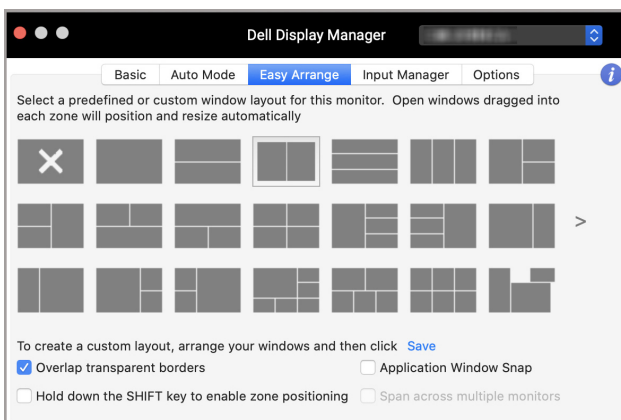 Dell Display Manager
Basic Auto Mode Easy Arrange Input Manager Options
Select a predefined or custom window layout for this monitor. Open windows dragged into
each zone will position and resize automatically
>
To create a custom layout, arrange your windows and then click Save
Overlap transparent borders
Application Window Snap
Hold down the SHIFT key to enable zone positioning
Span across multiple monitors